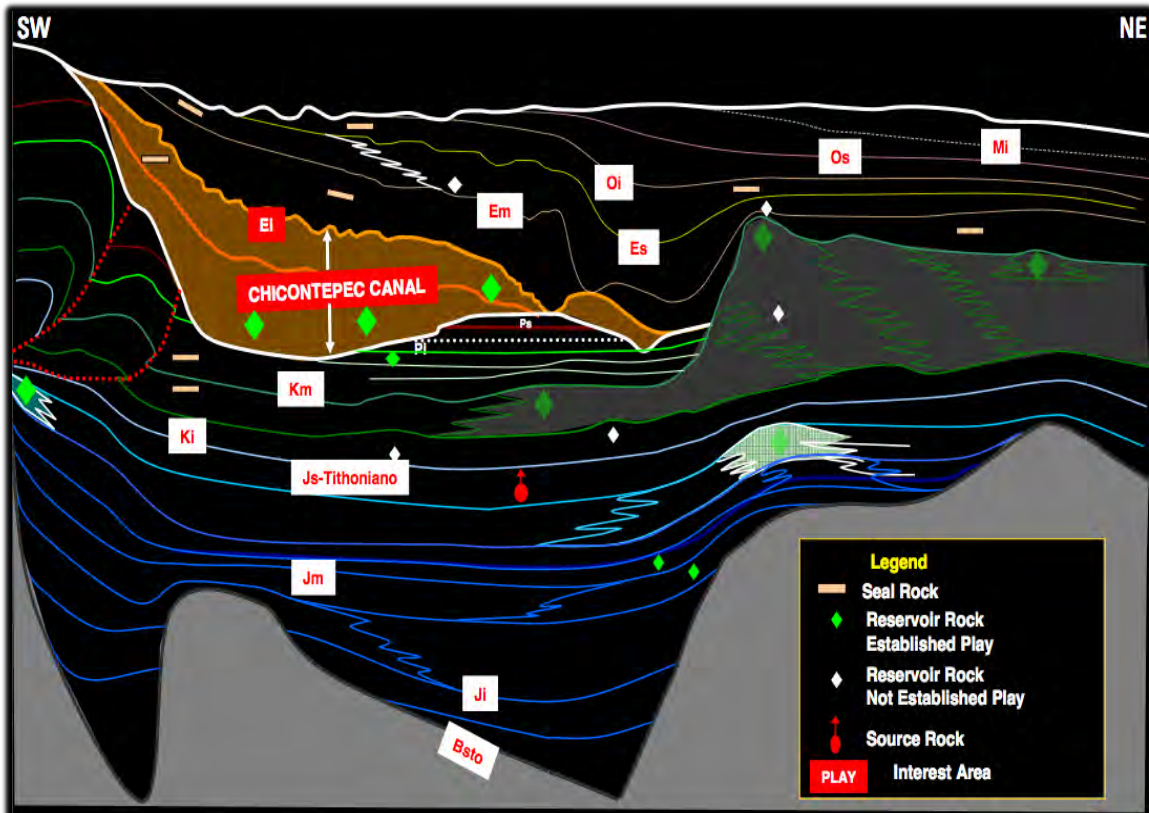 SW
NE
Mi
Os
Oi
Em
El
Es
CHICONTEPEC CANAL
Ps
Pi
Km
Ki
Js-Tithoniano
Jm
Ji
Bsto
Legend
Seal Rock
Reservoir Rock
Established Play
Reservoir Rock
Not Established Play
Source Rock
PLAY
Interest Area